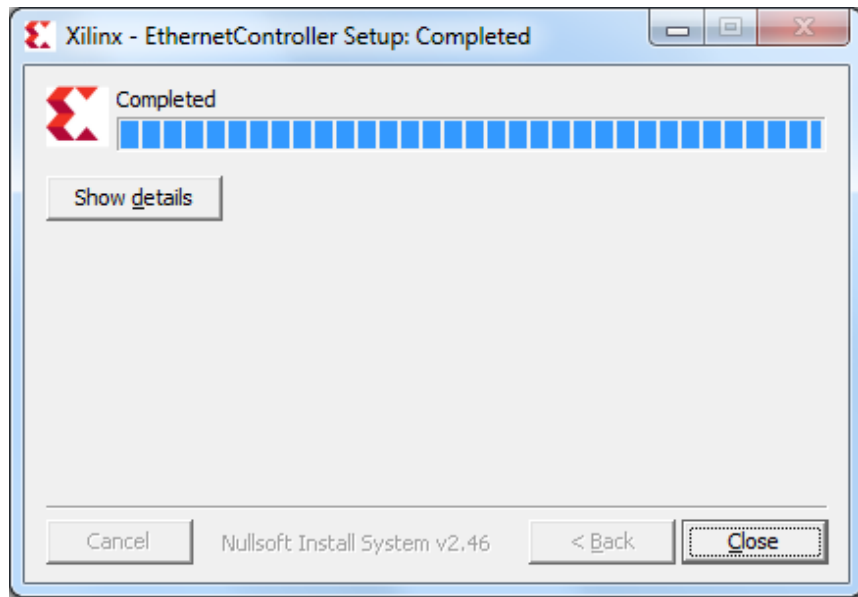 Xilinx - EthernetController Setup: Completed
Completed
Show details
Cancel
Nullsoft Install System v2.46
< Back
Close